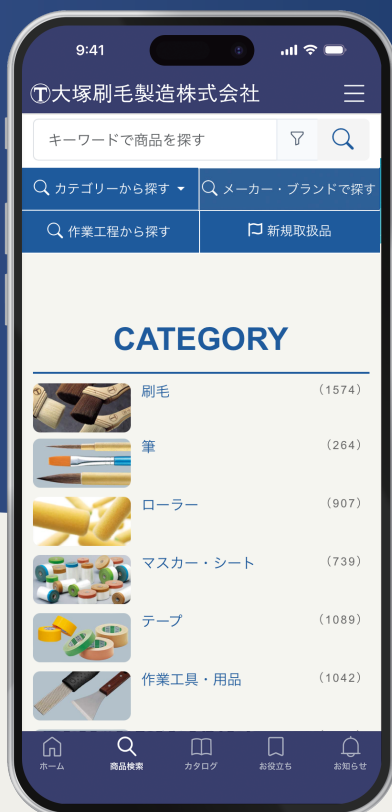 9:41
Ⓣ大塚刷毛製造株式会社
キーワードで商品を探す
カテゴリーから探す
メーカー・ブランドで探す
作業工程から探す
新規取扱品
CATEGORY
刷毛 (1574)
筆 (264)
ローラー (907)
マスカー・シート (739)
テープ (1089)
作業工具・用品 (1042)
ホーム 商品検索 カタログ お役立ち お知らせ